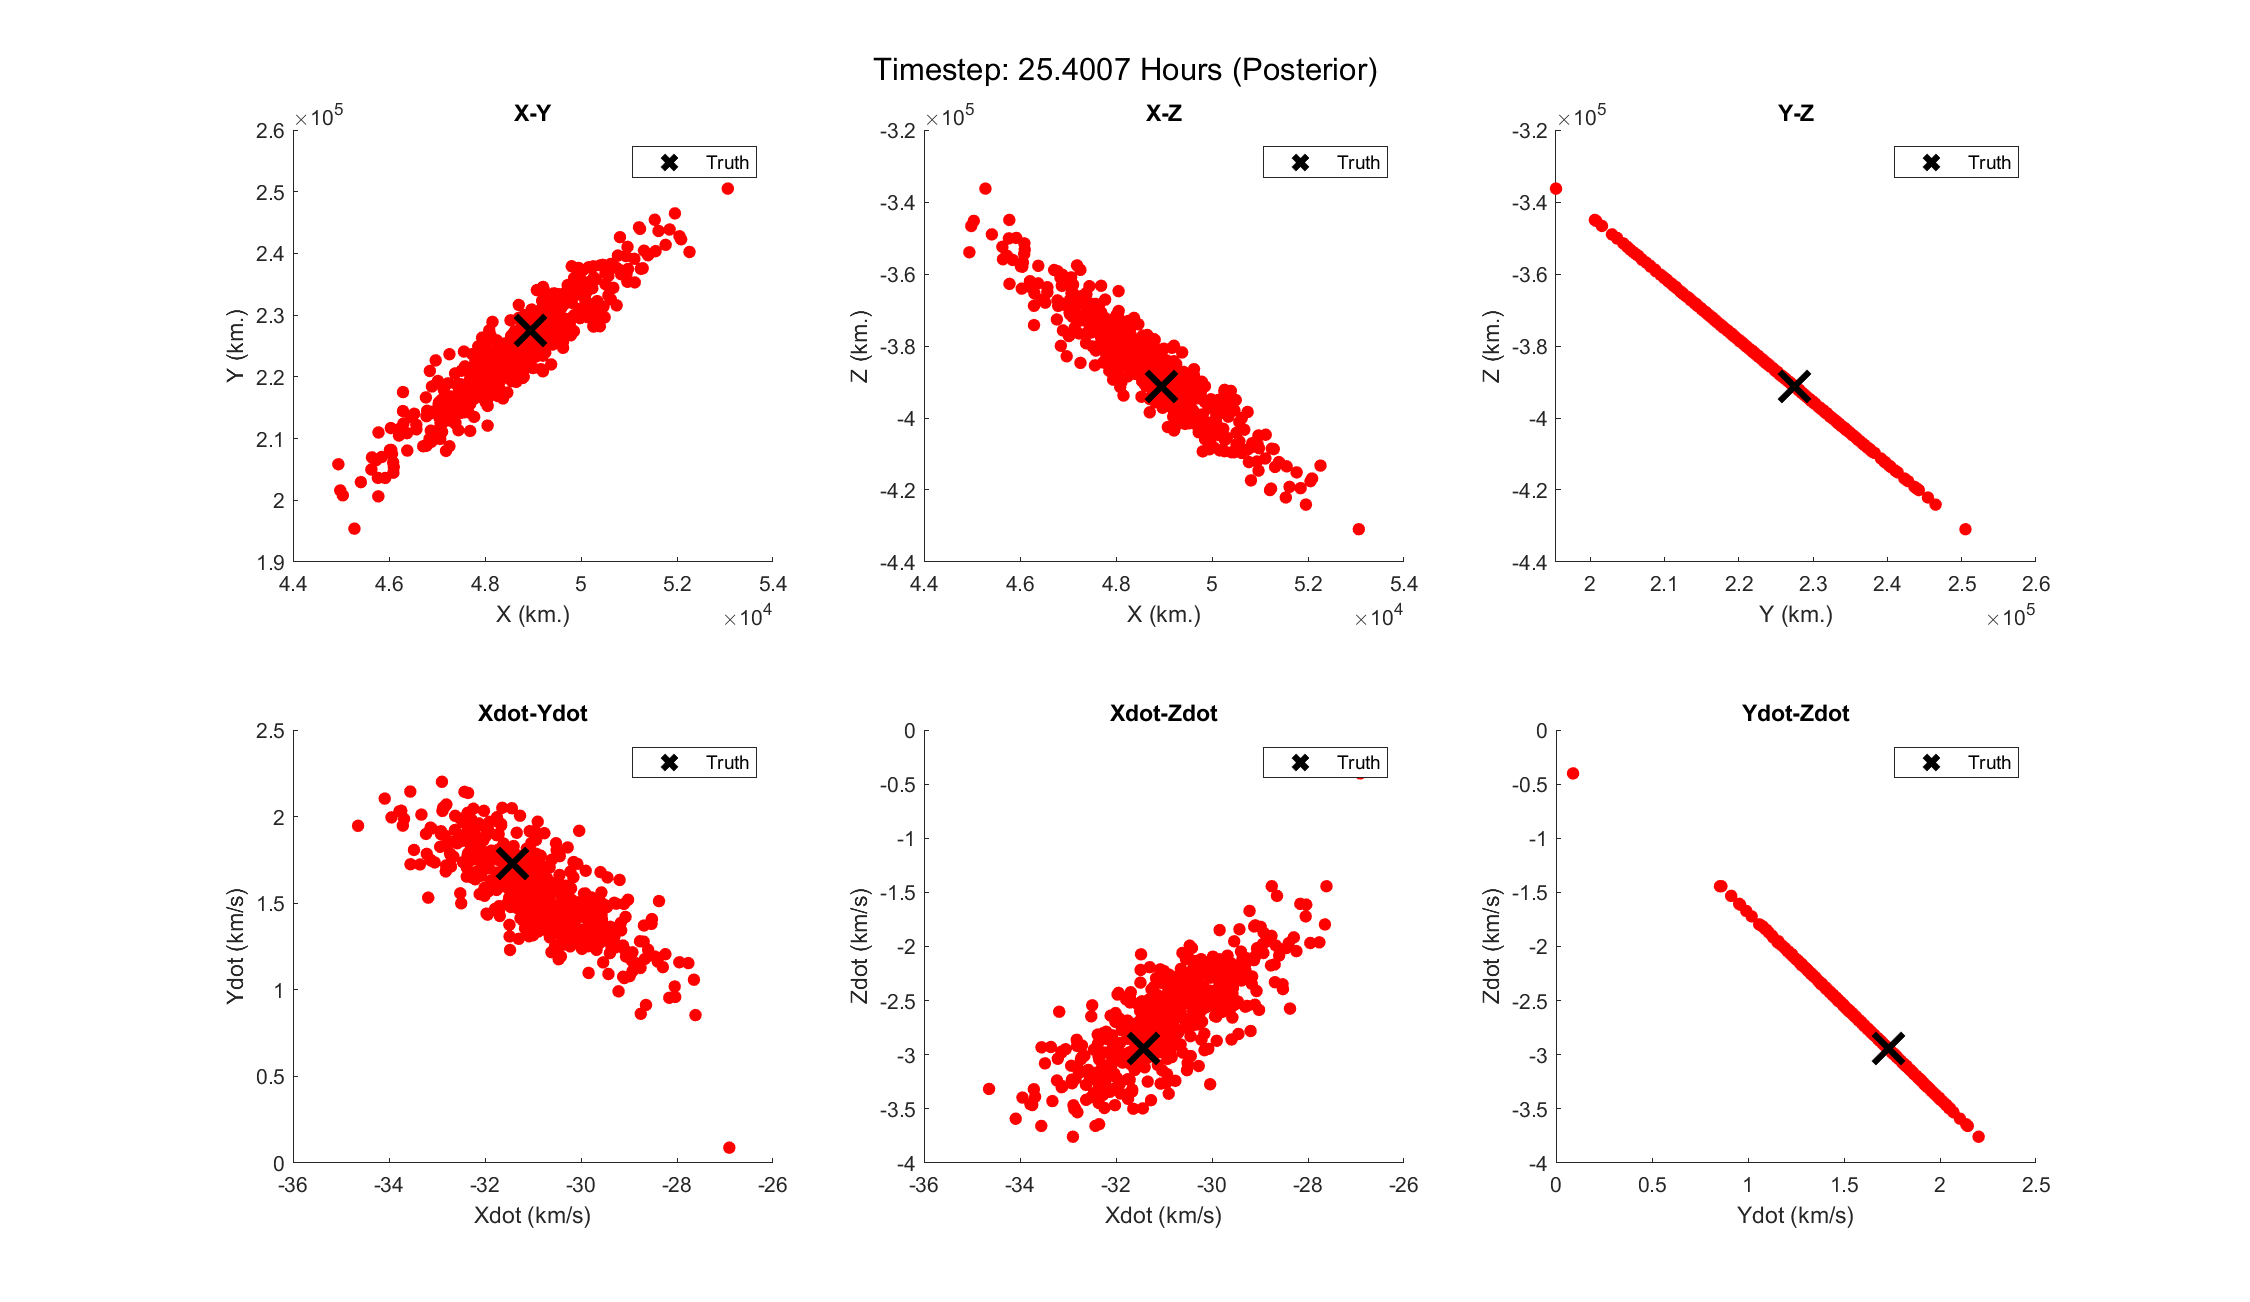 Timestep: 25.4007 Hours (Posterior)
X-Y
×10^5
2.6
2.5
2.4
2.3
2.2
2.1
2
1.9
Y (km.)
4.4 4.6 4.8 5 5.2 5.4
X (km.)
×10^4
Truth
X-Z
×10^5
-3.2
-3.4
-3.6
-3.8
-4
-4.2
-4.4
Z (km.)
4.4 4.6 4.8 5 5.2 5.4
X (km.)
×10^4
Truth
Y-Z
×10^5
-3.2
-3.4
-3.6
-3.8
-4
-4.2
-4.4
Z (km.)
2 2.1 2.2 2.3 2.4 2.5 2.6
Y (km.)
×10^5
Truth
Xdot-Ydot
2.5
2
1.5
1
0.5
0
Ydot (km/s)
-36 -34 -32 -30 -28 -26
Xdot (km/s)
Truth
Xdot-Zdot
0
-0.5
-1
-1.5
-2
-2.5
-3
-3.5
-4
Zdot (km/s)
-36 -34 -32 -30 -28 -26
Xdot (km/s)
Truth
Ydot-Zdot
0
-0.5
-1
-1.5
-2
-2.5
-3
-3.5
-4
Zdot (km/s)
0 0.5 1 1.5 2 2.5
Ydot (km/s)
Truth